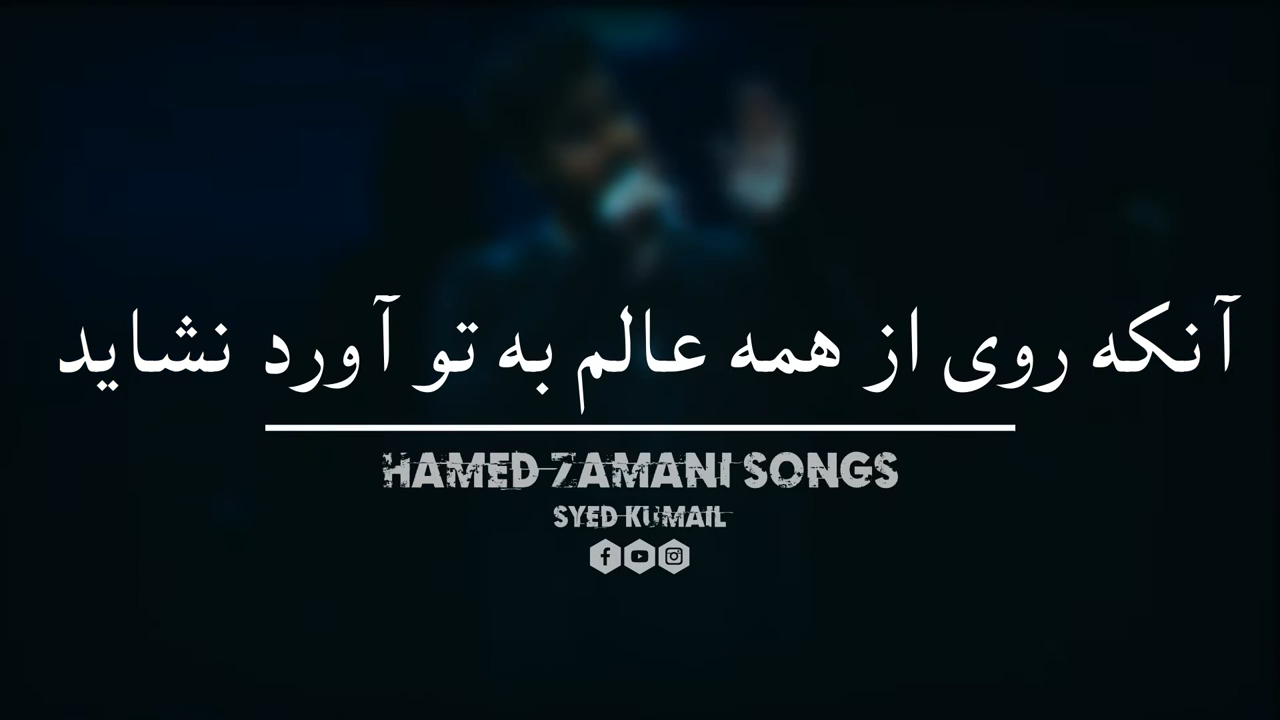 آنکه روی از همه عالم به تو آورد نشاید
HAMED ZAMANI SONGS
SYED KUMAIL